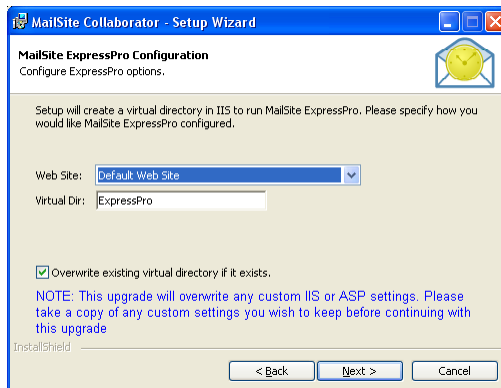 MailSite Collaborator - Setup Wizard
MailSite ExpressPro Configuration
Configure ExpressPro options.
Setup will create a virtual directory in IIS to run MailSite ExpressPro. Please specify how you
would like MailSite ExpressPro configured.
Web Site: Default Web Site
Virtual Dir: ExpressPro
Overwrite existing virtual directory if it exists.
NOTE: This upgrade will overwrite any custom IIS or ASP settings. Please
take a copy of any custom settings you wish to keep before continuing with
this upgrade
InstallShield
< Back Next > Cancel